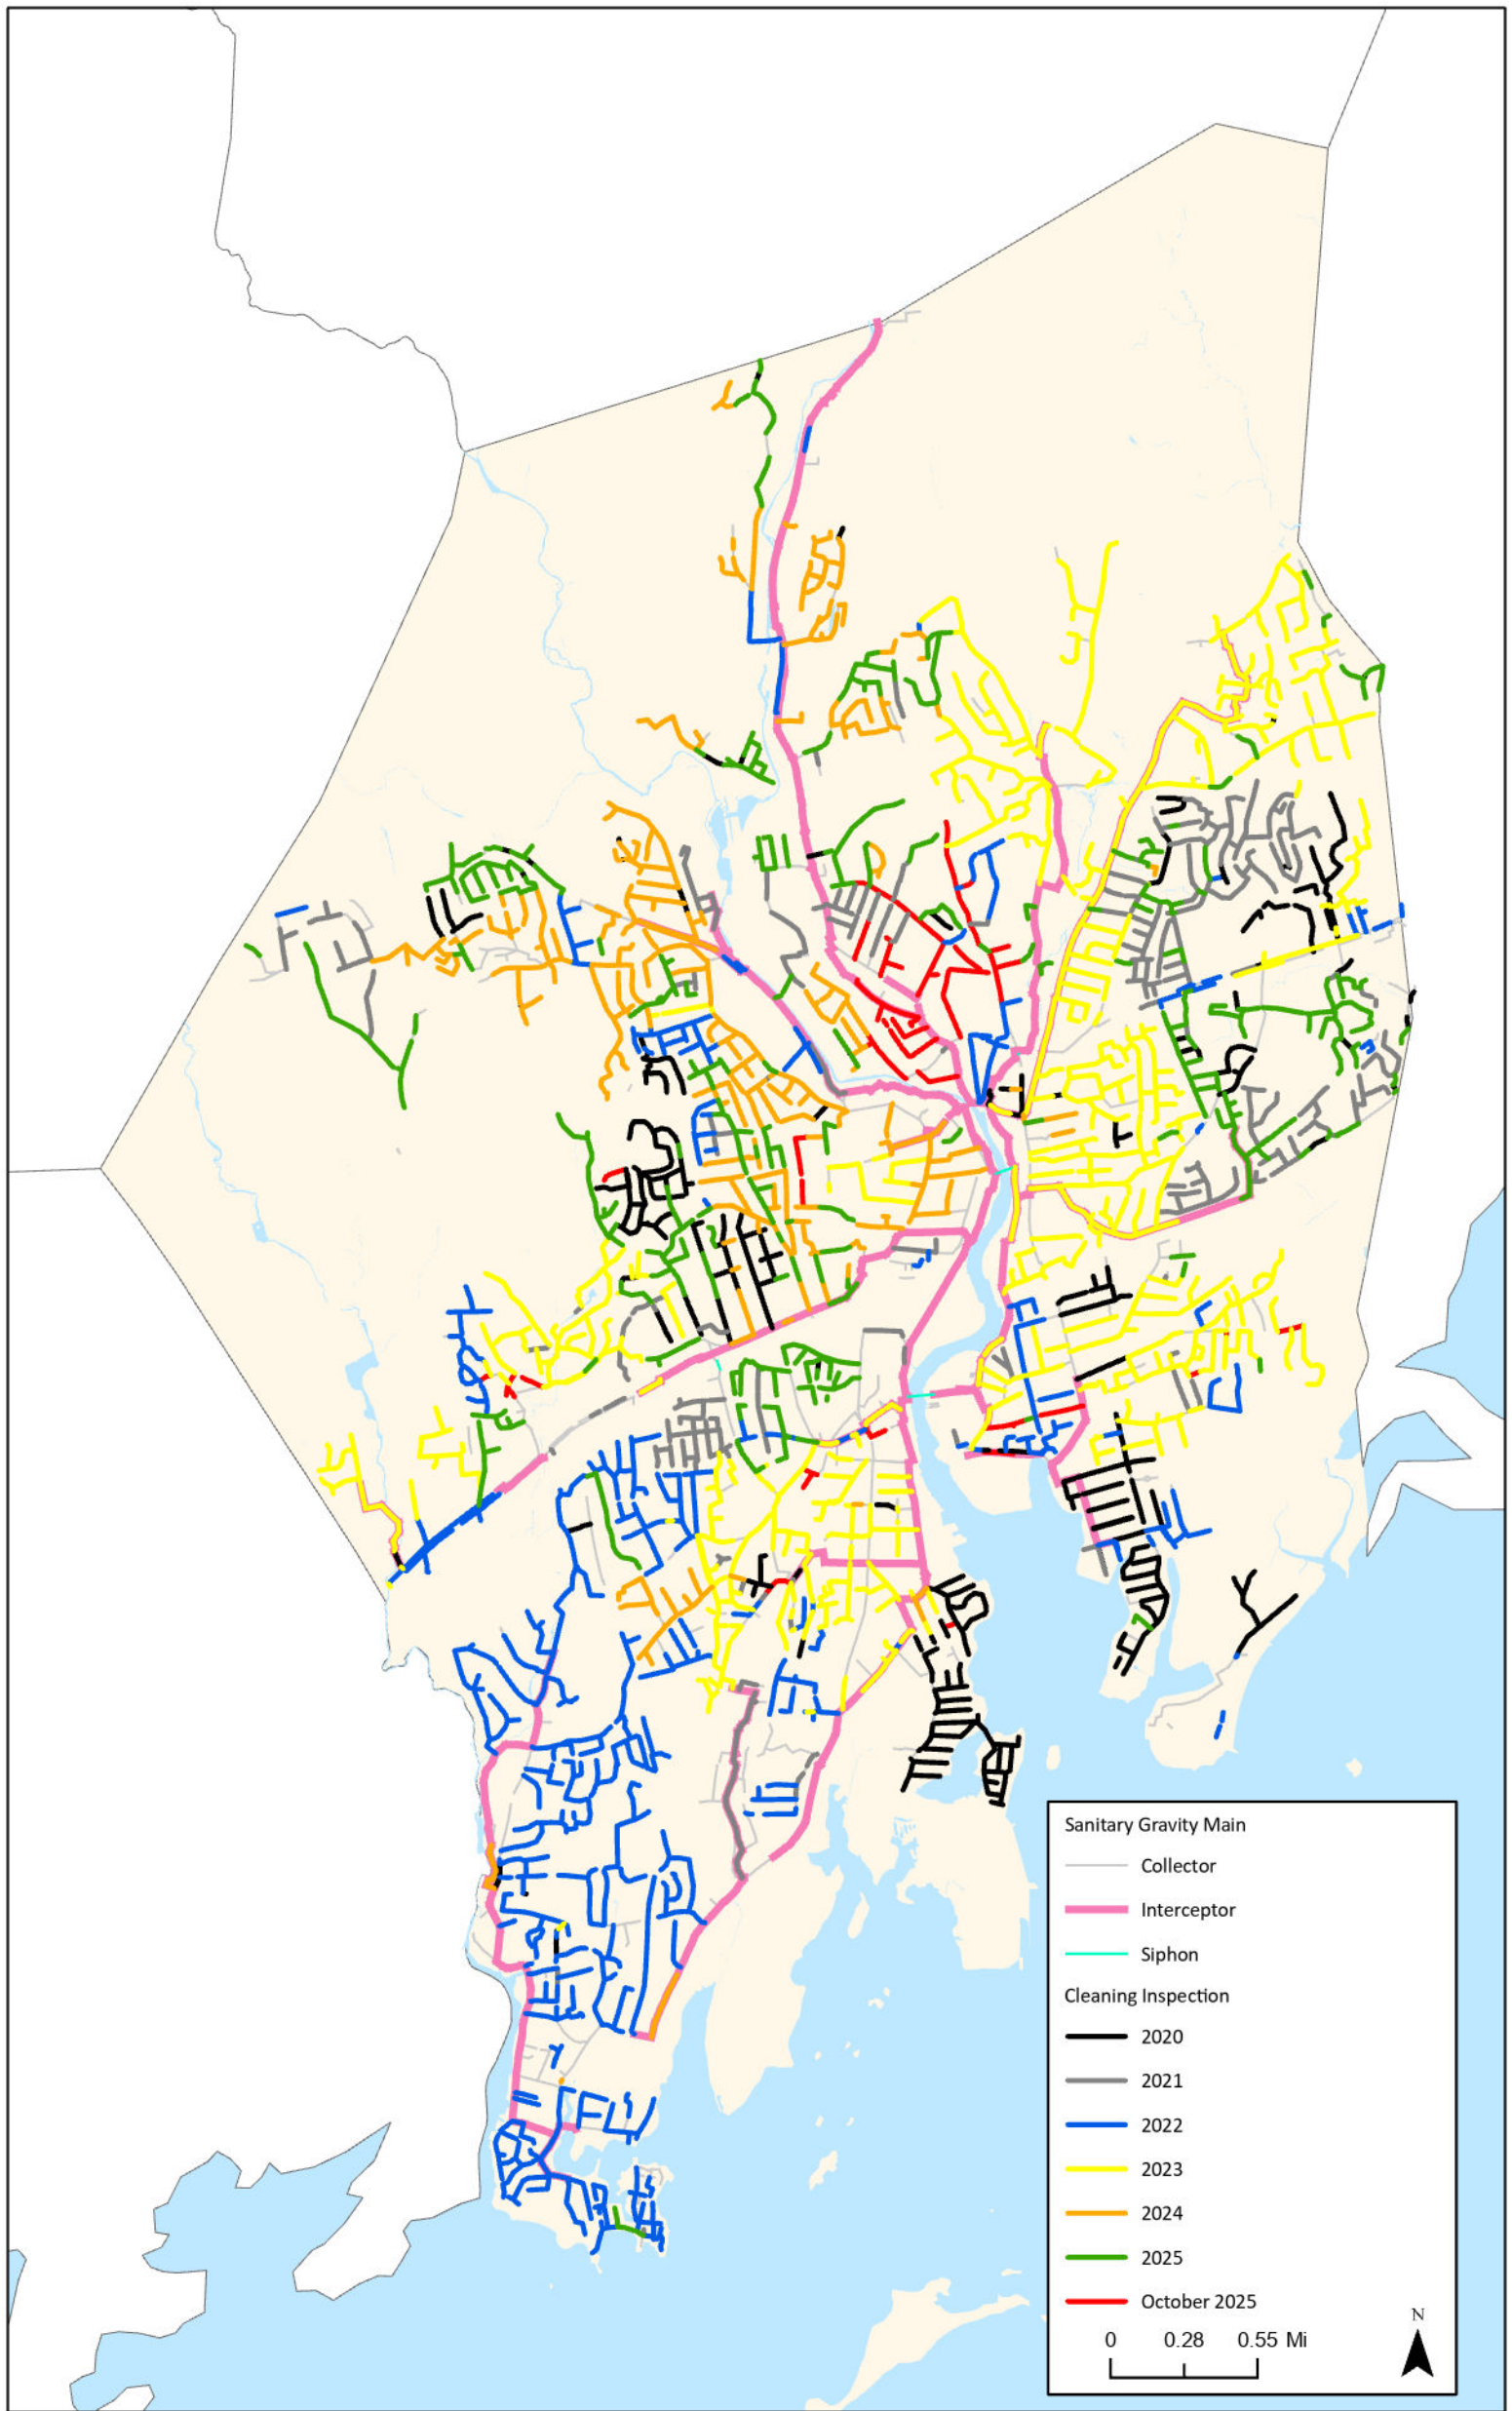 Sanitary Gravity Main
Collector
Interceptor
Siphon
Cleaning Inspection
2020
2021
2022
2023
2024
2025
October 2025
0 0.28 0.55 Mi
N